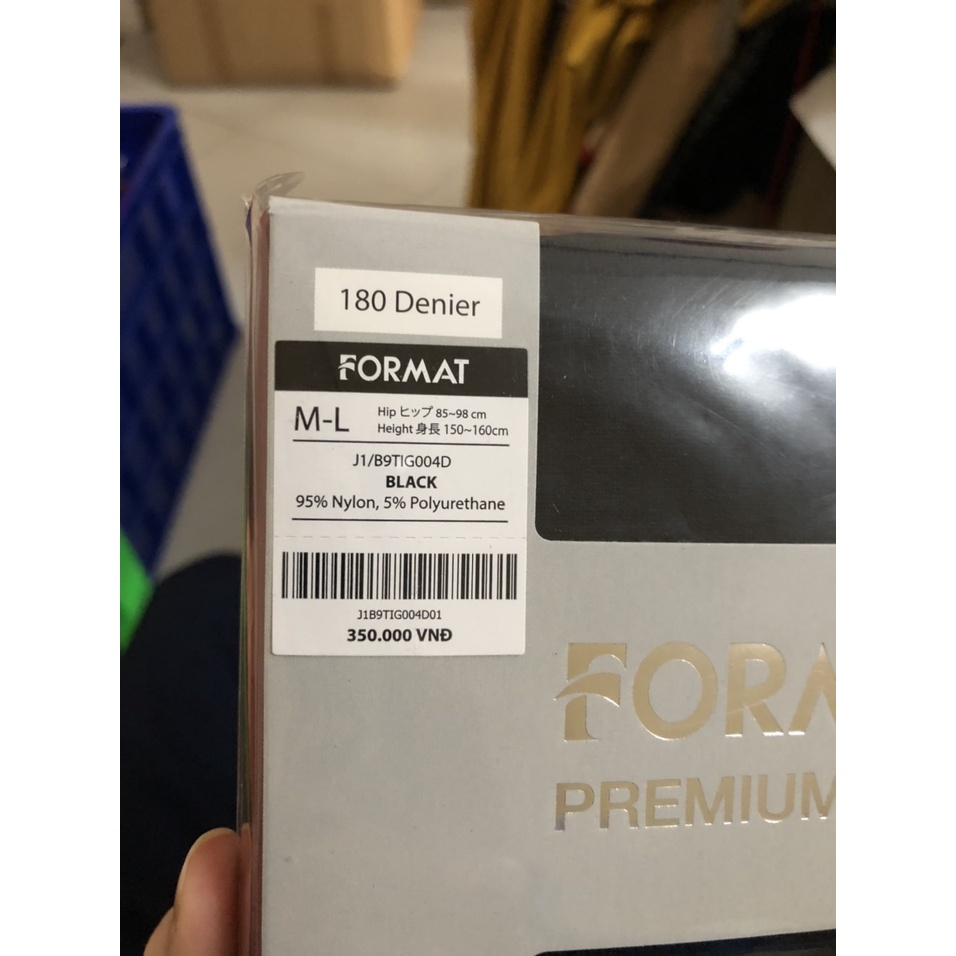 180 Denier
FORMAT
M-L
Hip ヒップ 85~98 cm
Height 身長 150~160cm
J1/B9TIG004D
BLACK
95% Nylon, 5% Polyurethane
J1B9TIG004D01
350.000 VNĐ
FORMA
PREMIUM